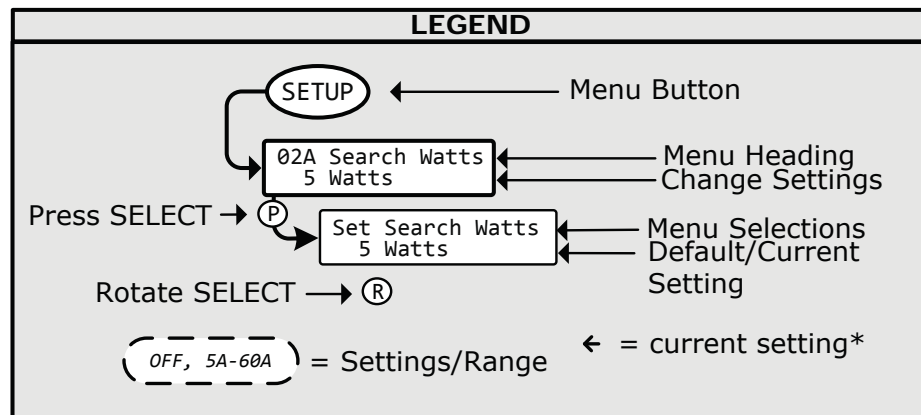 LEGEND
SETUP
Menu Button
02A Search Watts
5 Watts
Menu Heading
Change Settings
Press SELECT → P
Set Search Watts
5 Watts
Menu Selections
Default/Current
Setting
Rotate SELECT → R
OFF, 5A-60A = Settings/Range
← = current setting*